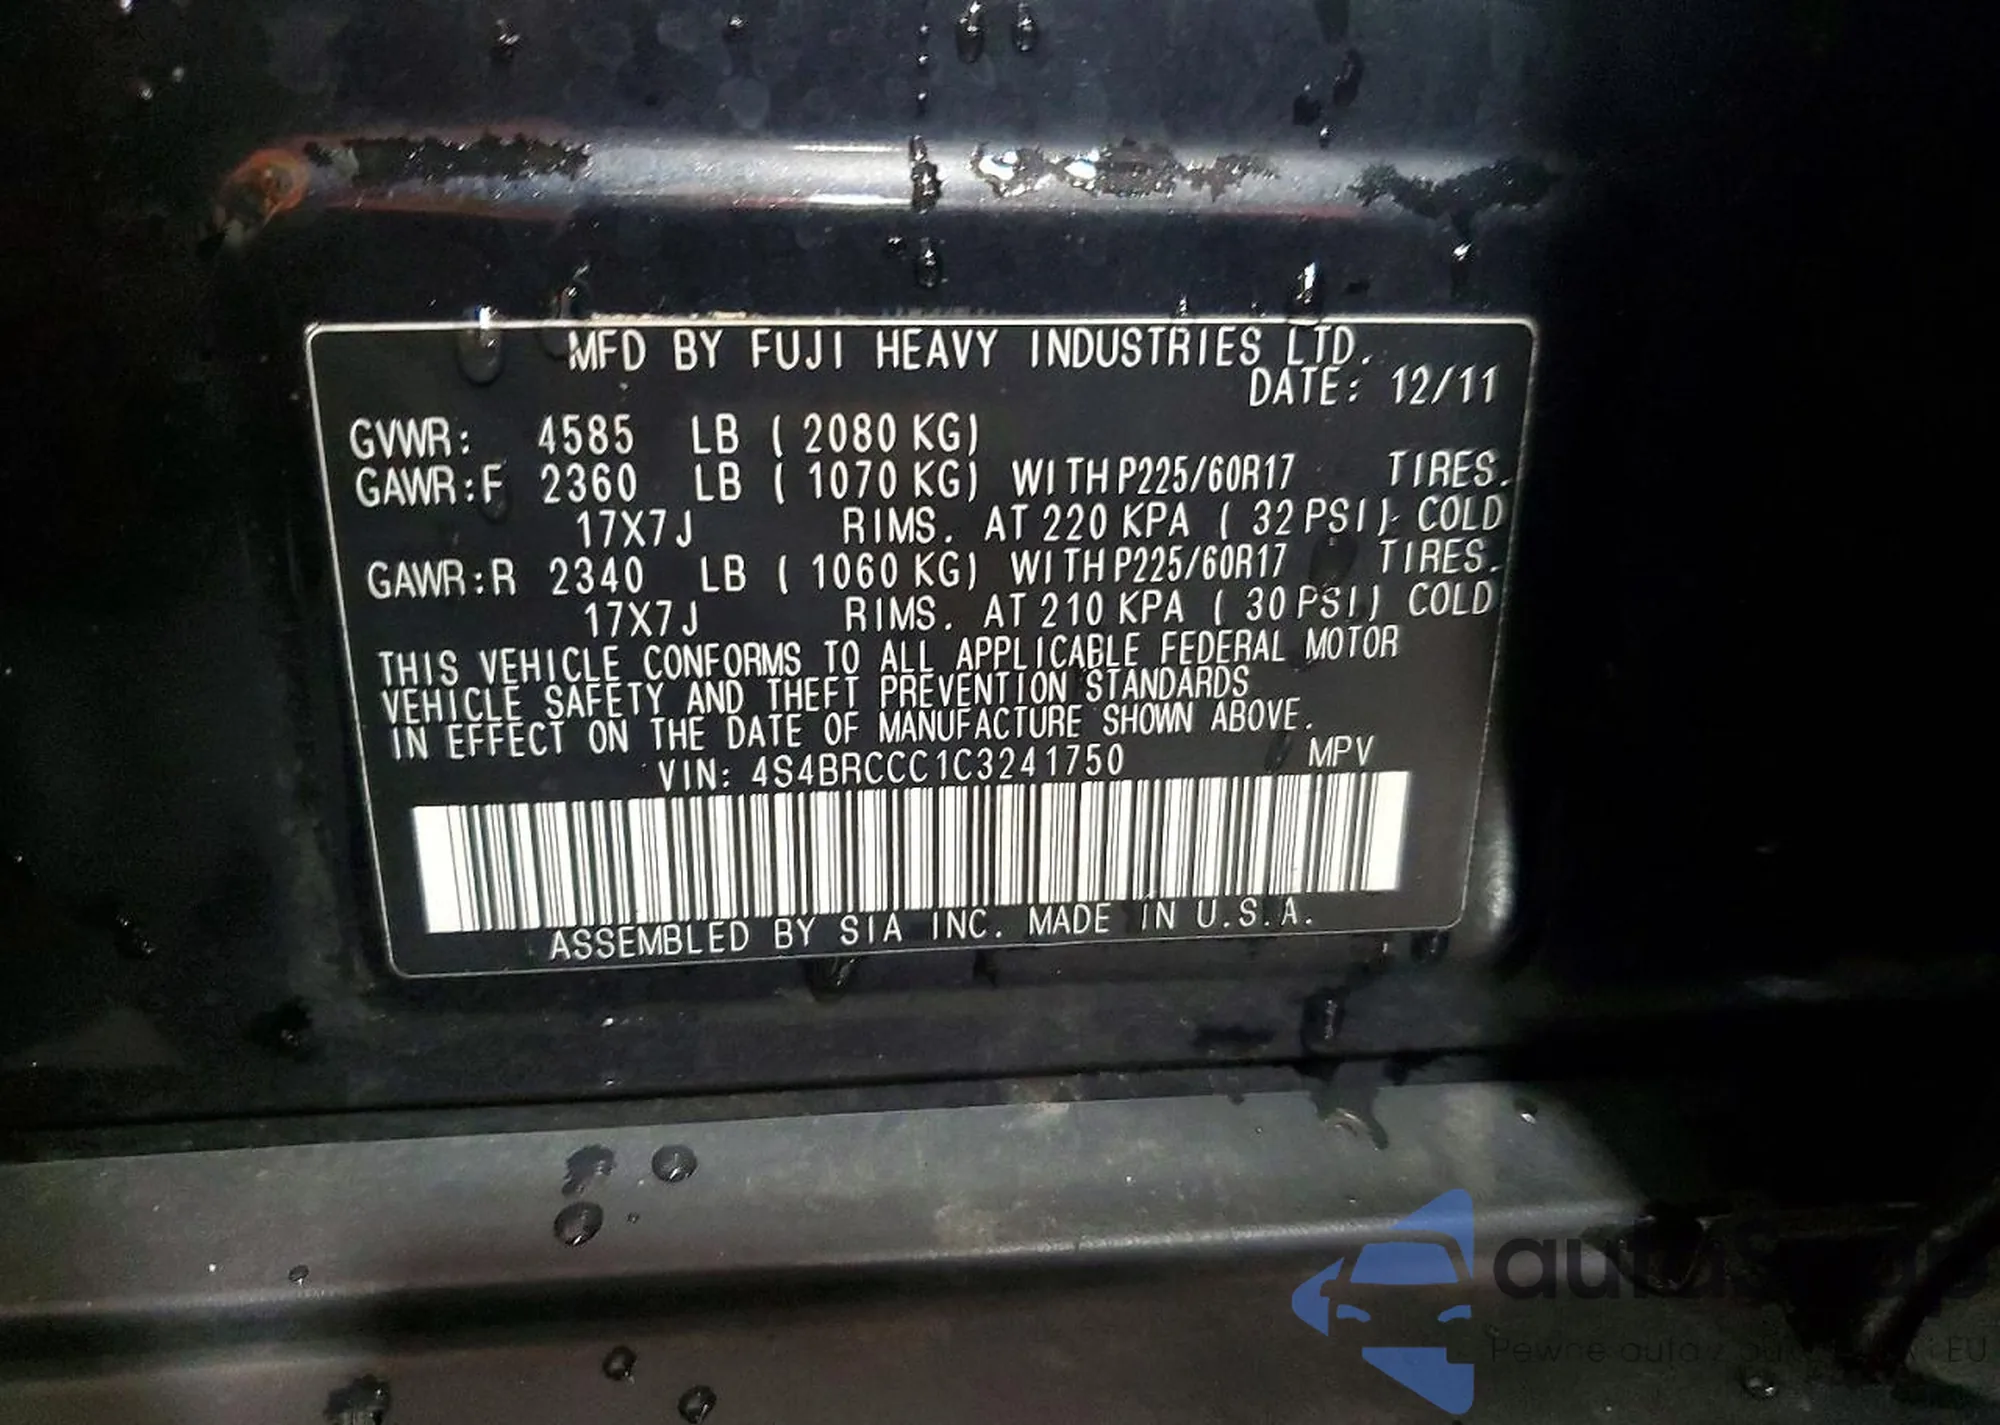 MFD BY FUJI HEAVY INDUSTRIES LTD.
DATE: 12/11
GVWR: 4585 LB ( 2080 KG)
GAWR:F 2360 LB ( 1070 KG) WITH P225/60R17 TIRES.
17X7J RIMS. AT 220 KPA ( 32 PSI) COLD
GAWR:R 2340 LB ( 1060 KG) WITH P225/60R17 TIRES.
17X7J RIMS. AT 210 KPA ( 30 PSI) COLD
THIS VEHICLE CONFORMS TO ALL APPLICABLE FEDERAL MOTOR
VEHICLE SAFETY AND THEFT PREVENTION STANDARDS
IN EFFECT ON THE DATE OF MANUFACTURE SHOWN ABOVE.
VIN: 4S4BRCCC1C3241750 MPV
ASSEMBLED BY SIA INC. MADE IN U.S.A.
Pewne auto z
EU